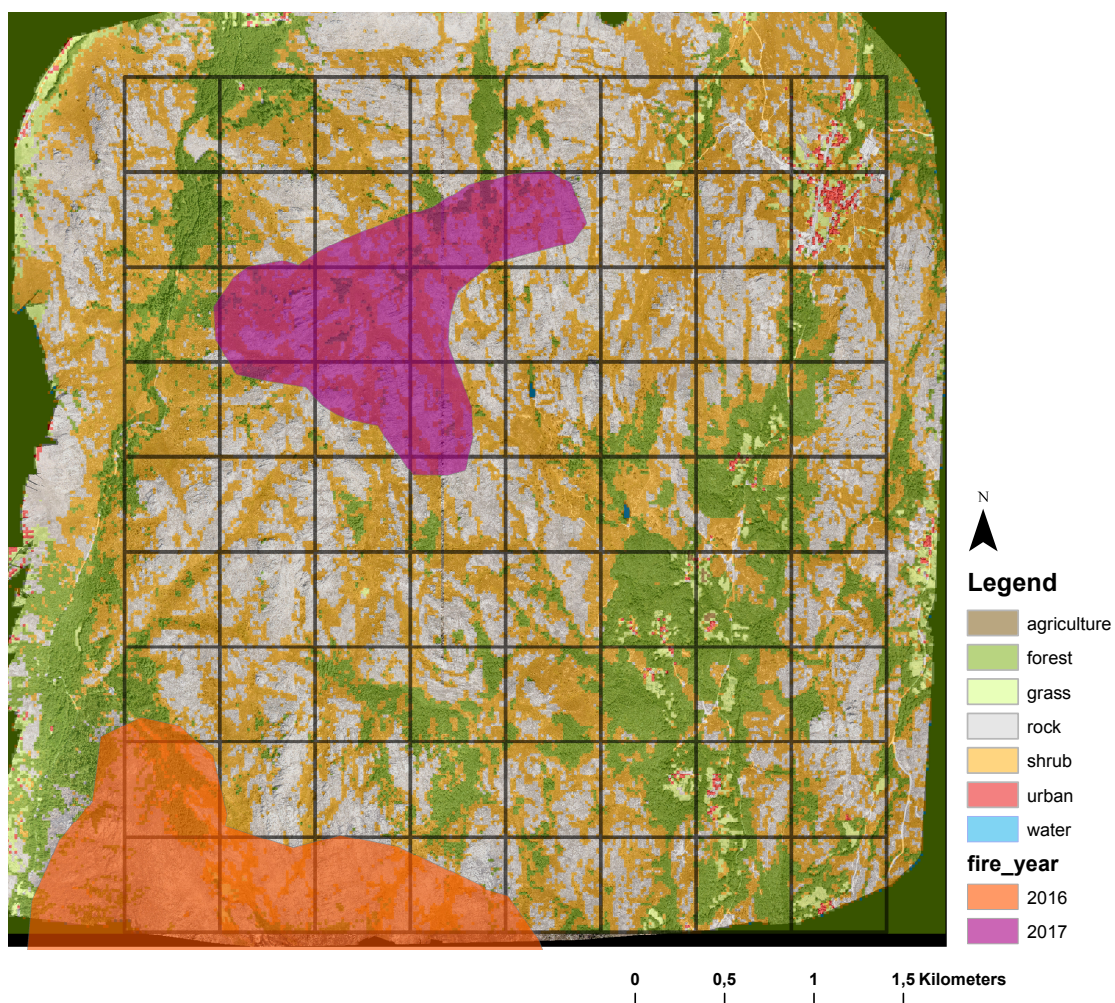 N
Legend
agriculture
forest
grass
rock
shrub
urban
water
fire_year
2016
2017
0 0,5 1 1,5 Kilometers